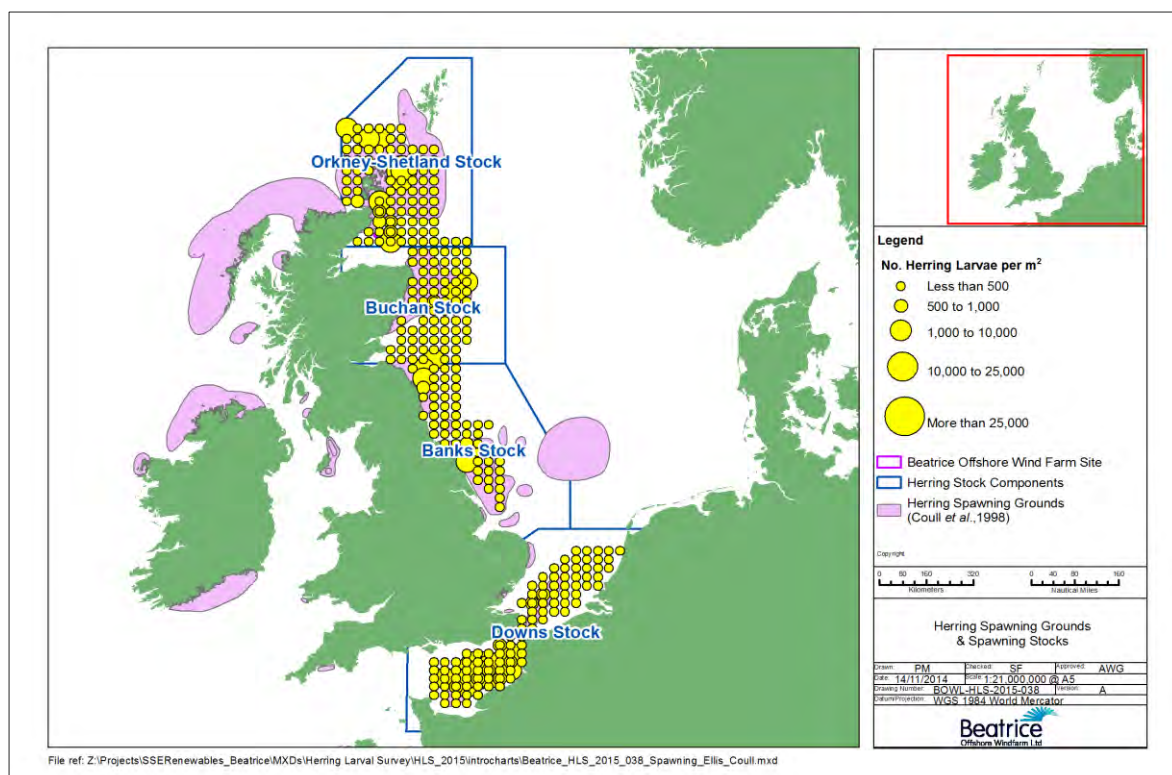 Orkney-Shetland Stock
Buchan Stock
Banks Stock
Downs Stock
Legend
No. Herring Larvae per m²
Less than 500
500 to 1,000
1,000 to 10,000
10,000 to 25,000
More than 25,000
Beatrice Offshore Wind Farm Site
Herring Stock Components
Herring Spawning Grounds
(Coull et al.,1998)
Copyright
0 80 160 320
Kilometers
0 40 80 160
Nautical Miles
Herring Spawning Grounds
& Spawning Stocks
Drawn: PM Checked: SF Approved: AWG
Date: 14/11/2014 Scale: 1:21,000,000 @ A5
Drawing Number: BOWL-HLS-2015-038 Version: A
Datum/Projection: WGS 1984 World Mercator
Beatrice
Offshore Windfarm Ltd
File ref: Z:\Projects\SSERenewables_Beatrice\MXDs\Herring Larval Survey\HLS_2015\introcharts\Beatrice_HLS_2015_038_Spawning_Ellis_Coull.mxd